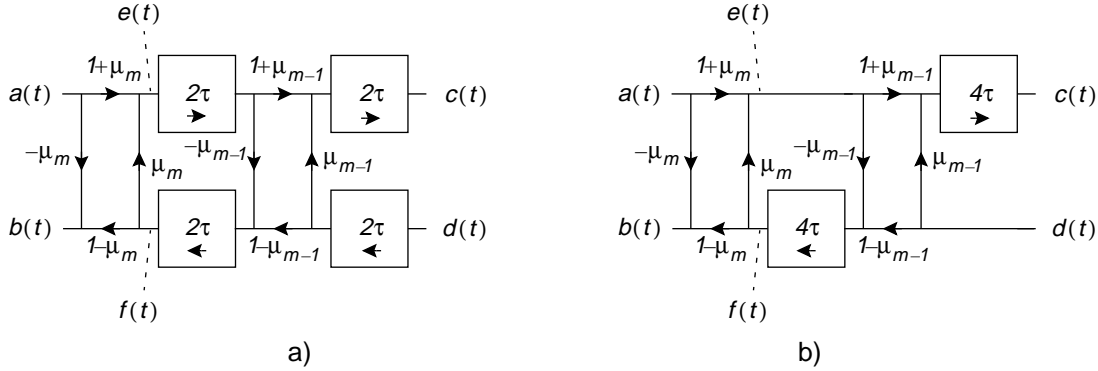 e(t) e(t)
1+μm 1+μm-1 1+μm 1+μm-1
a(t) 2τ 2τ c(t) a(t) 4τ c(t)
–μm μm –μm-1 μm-1 –μm μm –μm-1 μm-1
b(t) 2τ 2τ d(t) b(t) 4τ d(t)
1–μm 1–μm-1 1–μm 1–μm-1
f(t) f(t)
a) b)